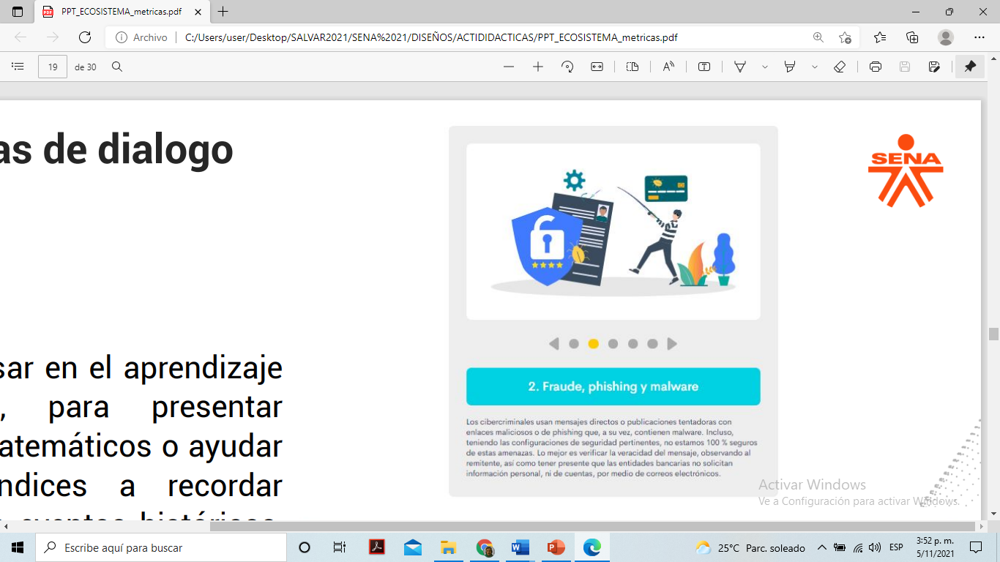 PPT_ECOSISTEMA_metricas.pdf
Archivo
C:/Users/user/Desktop/SALVAR2021/SENA%2021/DISEÑOS/ACTIDIDACTICAS/PPT_ECOSISTEMA_metricas.pdf
19 de 30
as de dialogo
SENA
sar en el aprendizaje
, para presentar
atemáticos o ayudar
ndices a recordar
2. Fraude, phishing y malware
Los cibercriminales usan mensajes directos o publicaciones tentadoras con
enlaces maliciosos o de phishing que, a su vez, contienen malware. Incluso,
teniendo las configuraciones de seguridad pertinentes, no estamos 100 % seguros
de estas amenazas. Lo mejor es verificar la veracidad del mensaje, observando al
remitente, así como tener presente que las entidades bancarias no solicitan
información personal, ni de cuentas, por medio de correos electrónicos.
Activar Windows
Ve a Configuración para activar Windows.
Escribe aquí para buscar
25°C Parc. soleado
ESP
3:52 p. m.
5/11/2021